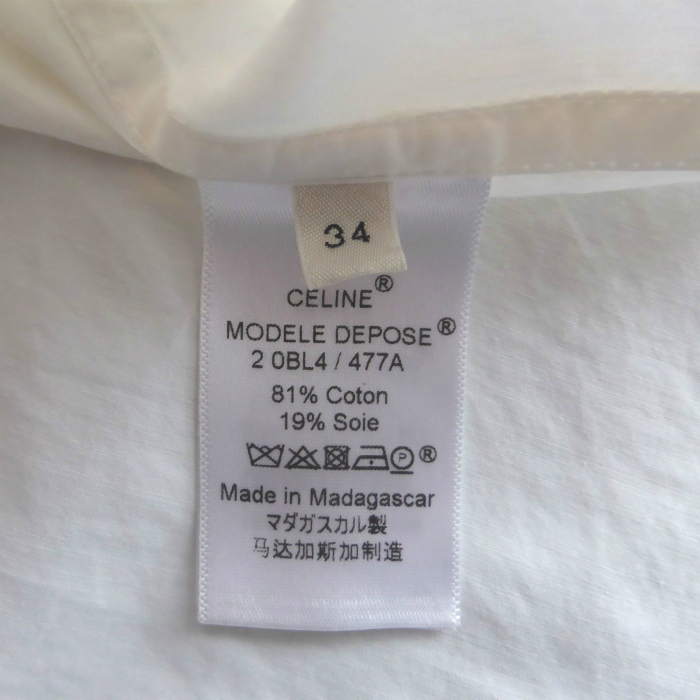 34
CELINE®
MODELE DEPOSE®
2 0BL4 / 477A
81% Coton
19% Soie
P ®
Made in Madagascar
マダガスカル製
马达加斯加制造